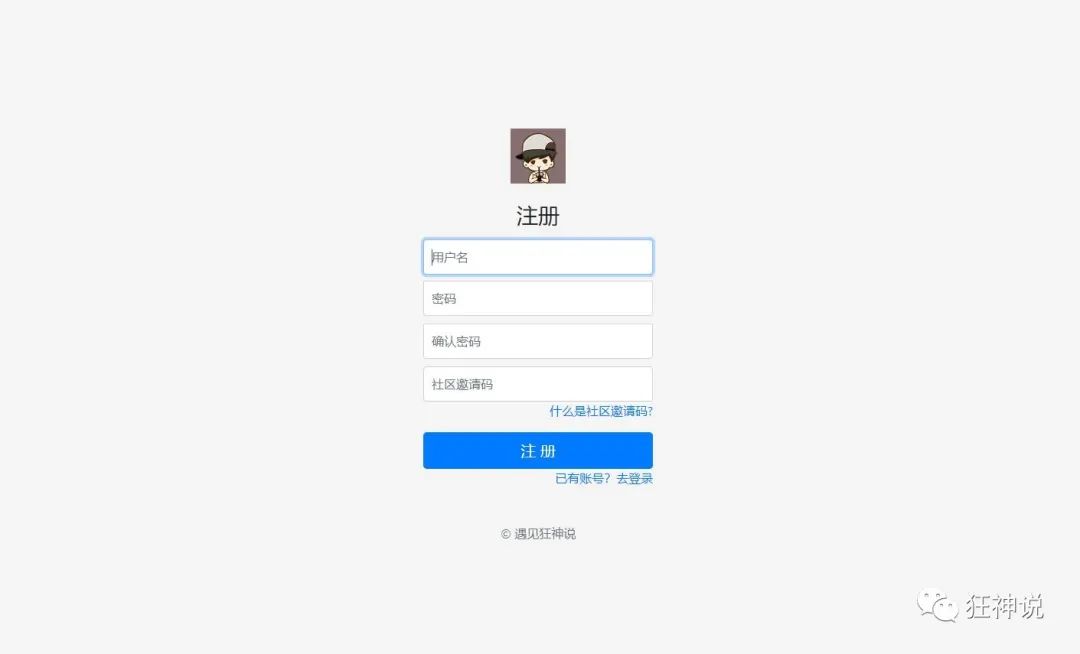 注册
用户名
密码
确认密码
社区邀请码
什么是社区邀请码?
注 册
已有账号? 去登录
© 遇见狂神说
狂神说